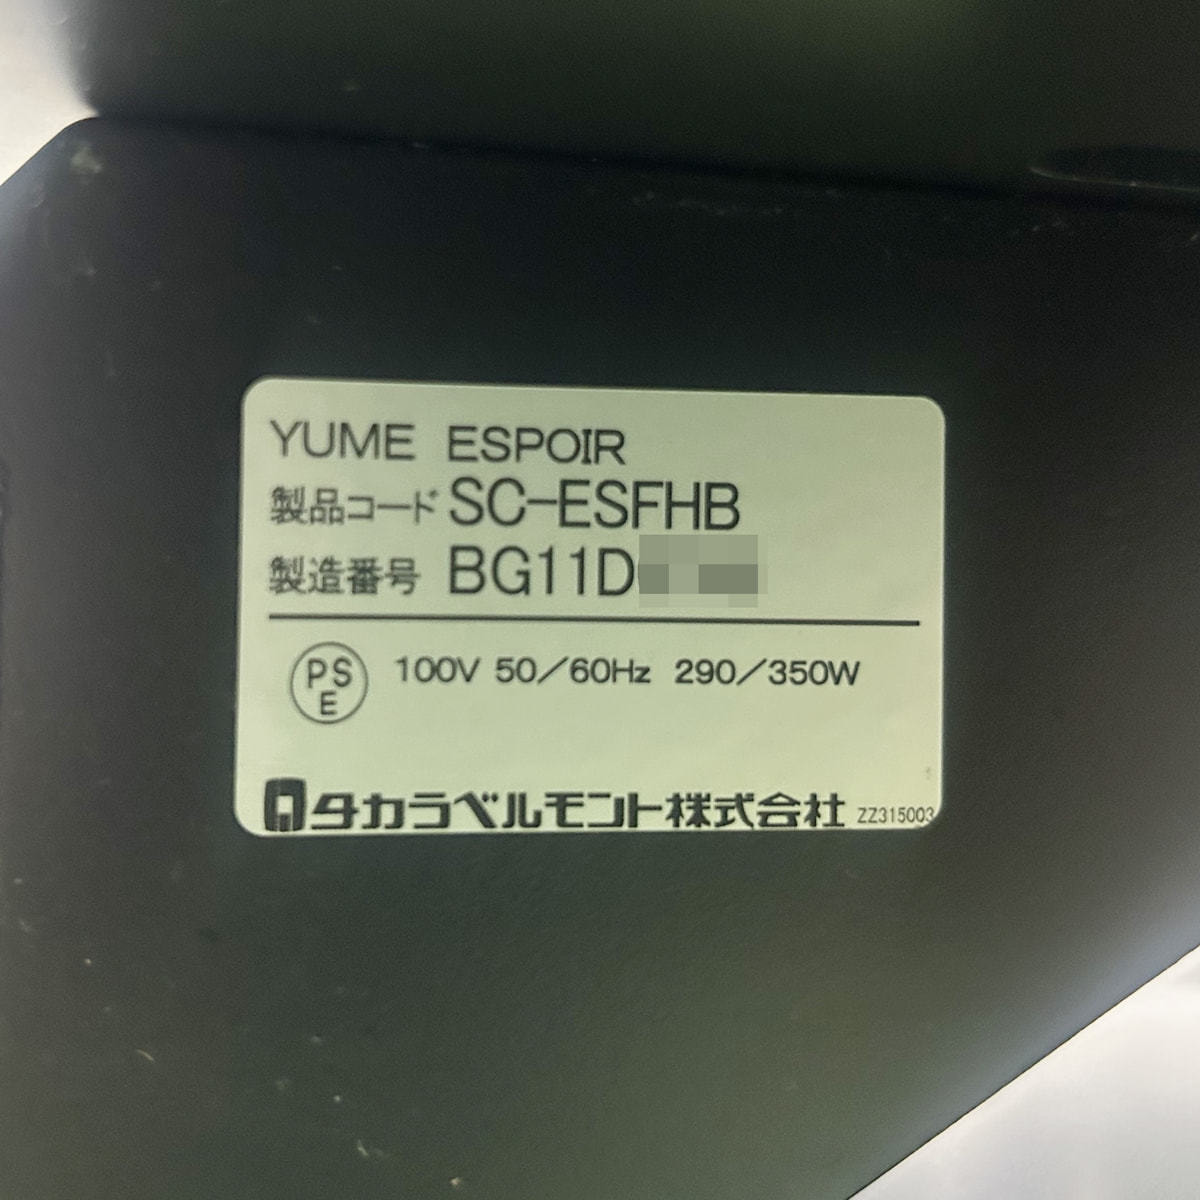 YUME ESPOIR
製品コード SC-ESFHB
製造番号 BG11D
PS
E
100V 50/60Hz 290/350W
タカラベルモント株式会社 ZZ315003